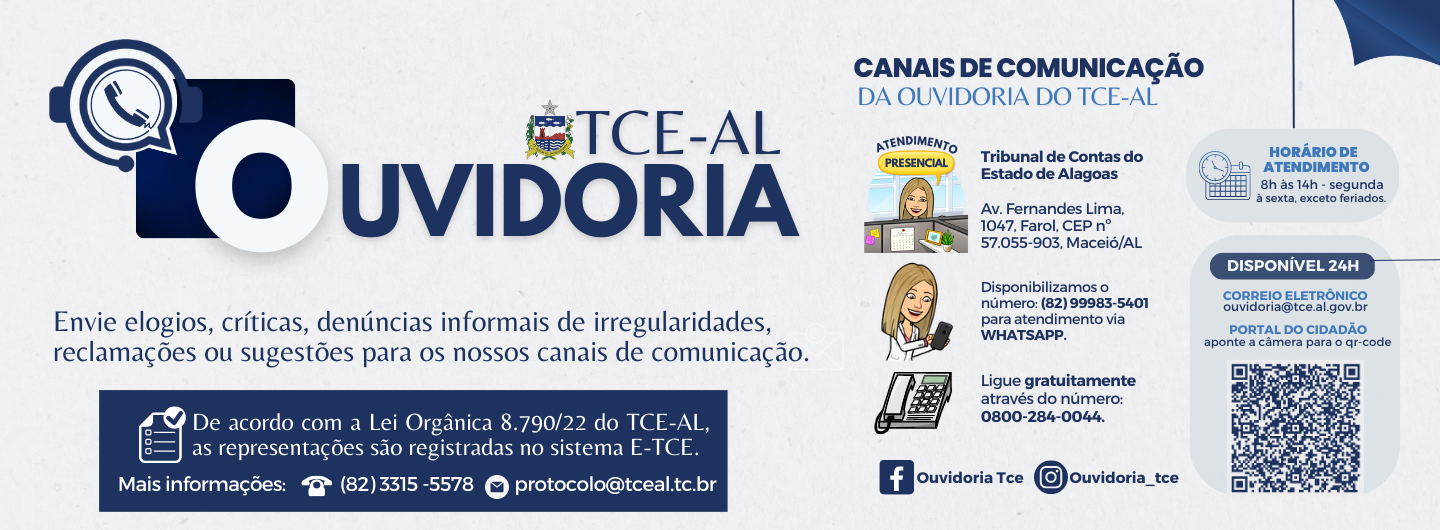 TCE-AL
OUVIDORIA
Envie elogios, críticas, denúncias informais de irregularidades,
reclamações ou sugestões para os nossos canais de comunicação.
De acordo com a Lei Orgânica 8.790/22 do TCE-AL,
as representações são registradas no sistema E-TCE.
Mais informações: (82) 3315 -5578 protocolo@tceal.tc.br
CANAIS DE COMUNICAÇÃO
DA OUVIDORIA DO TCE-AL
ATENDIMENTO
PRESENCIAL
Tribunal de Contas do
Estado de Alagoas
Av. Fernandes Lima,
1047, Farol, CEP nº
57.055-903, Maceió/AL
Disponibilizamos o
número: (82) 99983-5401
para atendimento via
WHATSAPP.
Ligue gratuitamente
através do número:
0800-284-0044.
Ouvidoria Tce Ouvidoria_tce
HORÁRIO DE
ATENDIMENTO
8h às 14h - segunda
à sexta, exceto feriados.
DISPONÍVEL 24H
CORREIO ELETRÔNICO
ouvidoria@tce.al.gov.br
PORTAL DO CIDADÃO
aponte a câmera para o qr-code